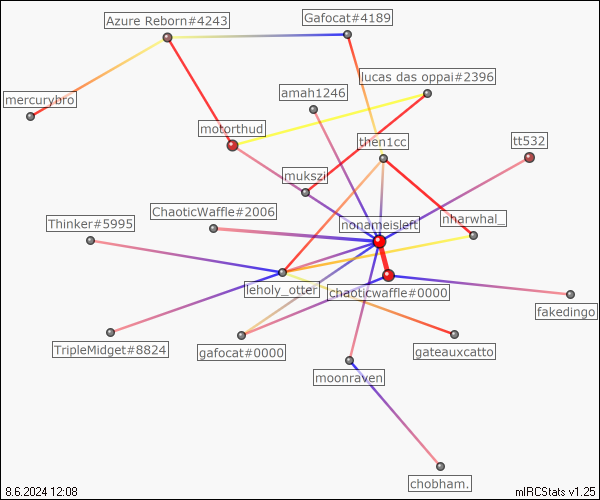 Azure Reborn#4243
Gafocat#4189
lucas das oppai#2396
mercurybro
amah1246
motorthud
then1cc
tt532
mukszi
ChaoticWaffle#2006
Thinker#5995
nonameisleft
nharwhal_
leholy_otter
chaoticwaffle#0000
fakedingo
TripleMidget#8824
gafocat#0000
gateauxcatto
moonraven
chobham.
8.6.2024 12:08
mIRCStats v1.25